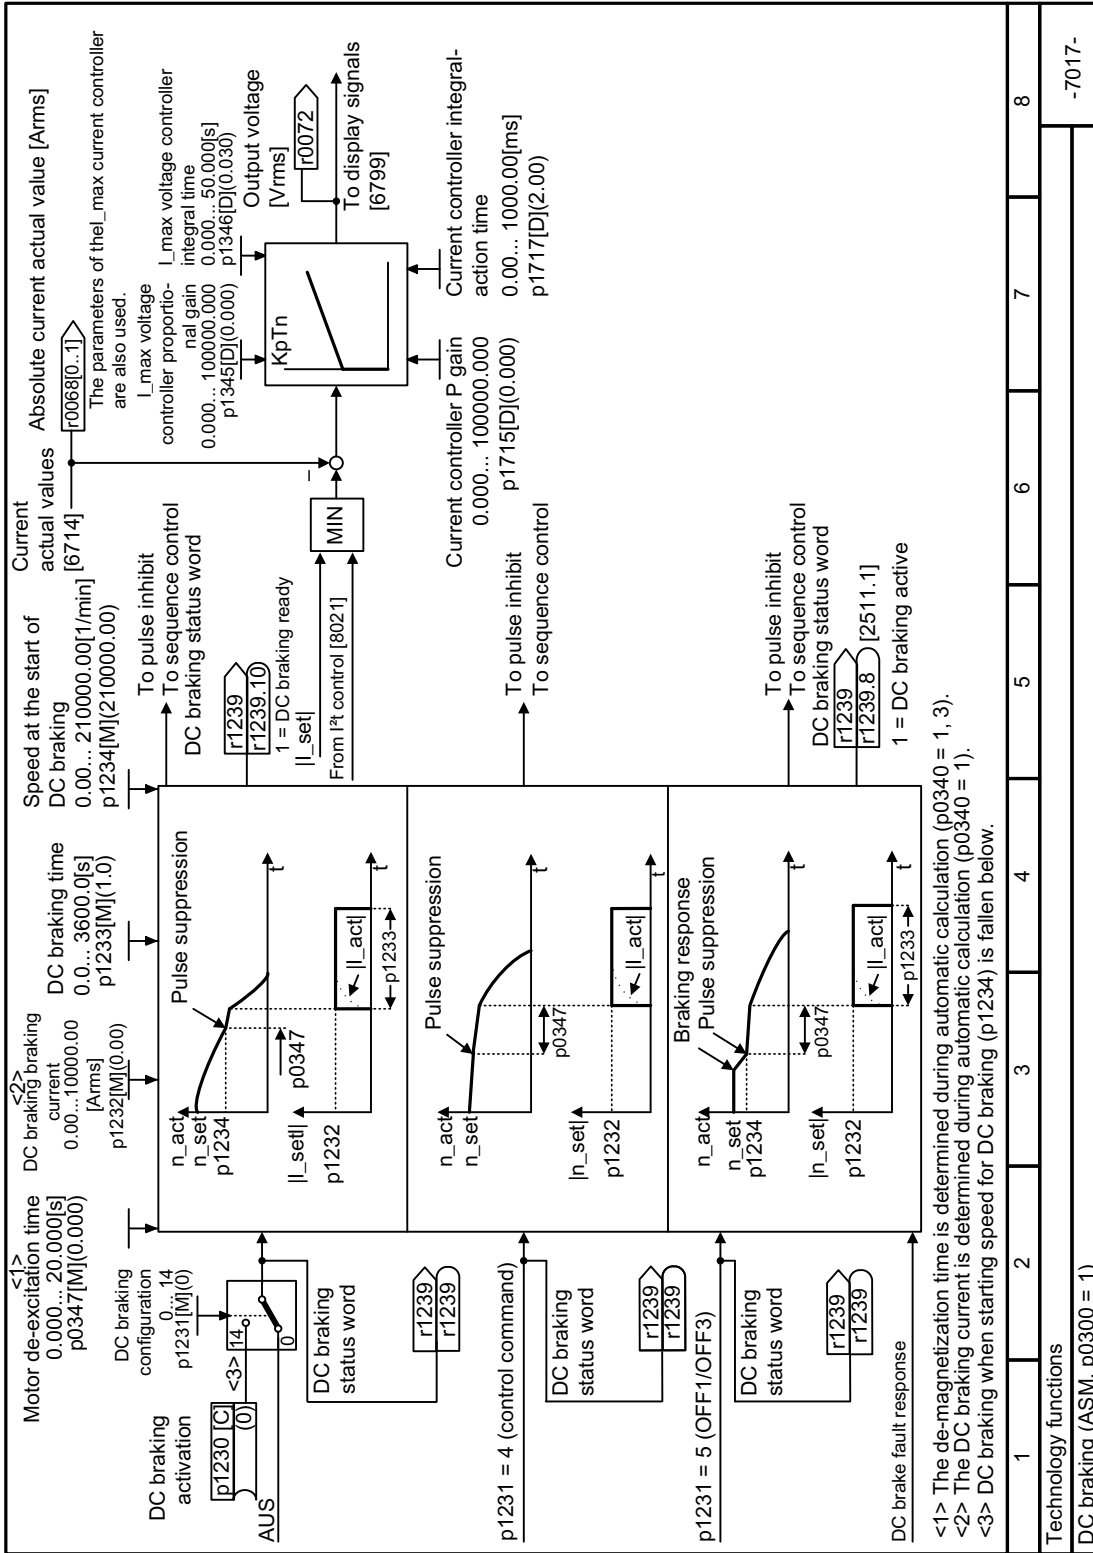 <1>
Motor de-excitation time
0.000... 20.000[s]
p0347[M](0.000)
<2>
DC braking braking
current
0.00...10000.00
[Arms]
p1232[M](0.00)
DC braking time
0.0... 3600.0[s]
p1233[M](1.0)
Speed at the start of
DC braking
0.00... 210000.00[1/min]
p1234[M](210000.00)
Current
actual values
[6714]
Absolute current actual value [Arms]
r0068[0..1]
The parameters of theI_max current controller
are also used.
I_max voltage
controller proportio-
nal gain
0.000... 100000.000
p1345[D](0.000)
I_max voltage controller
integral time
0.000... 50.000[s]
p1346[D](0.030)
Output voltage
[Vrms]
r0072
To display signals
[6799]
KpTn
–
MIN
Current controller P gain
0.000... 100000.000
p1715[D](0.000)
Current controller integral-
action time
0.00... 1000.00[ms]
p1717[D](2.00)
DC braking
activation
p1230 [C]
(0)
AUS
DC braking
configuration
0... 14
p1231[M](0)
<3> 14
0
DC braking
status word
r1239
r1239
n_act
n_set
p1234
Pulse suppression
t
p0347
|I_setl|
p1232
|I_act|
t
p1233
To pulse inhibit
To sequence control
DC braking status word
r1239
r1239.10
1 = DC braking ready
|I_set|
From I²t control [8021]
p1231 = 4 (control command)
DC braking
status word
r1239
r1239
n_act
n_set
Pulse suppression
t
p0347
|n_set|
p1232
|I_act|
t
To pulse inhibit
To sequence control
p1231 = 5 (OFF1/OFF3)
DC braking
status word
r1239
r1239
n_act
n_set
p1234
Braking response
Pulse suppression
t
p0347
|n_set|
p1232
|I_act|
t
p1233
To pulse inhibit
To sequence control
DC braking status word
r1239
r1239.8
[2511.1]
1 = DC braking active
DC brake fault response
<1> The de-magnetization time is determined during automatic calculation (p0340 = 1, 3).
<2> The DC braking current is determined during automatic calculation (p0340 = 1).
<3> DC braking when starting speed for DC braking (p1234) is fallen below.
1 2 3 4 5 6 7 8
Technology functions
DC braking (ASM, p0300 = 1)
-7017-